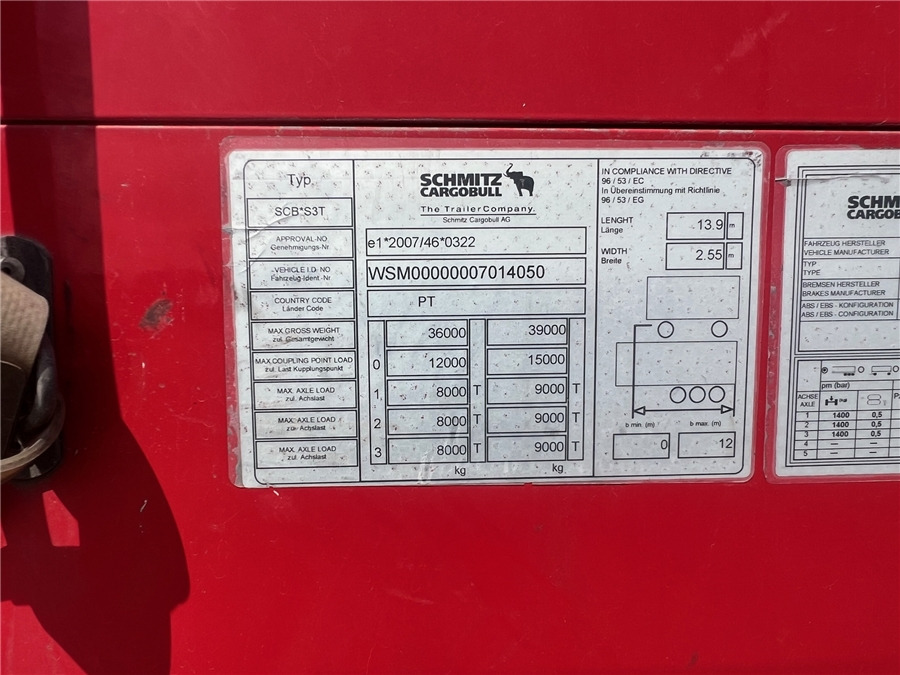 Typ
SCB*S3T
APPROVAL-NO
Genehmigungs-Nr.
VEHICLE I.D NO
Fahrzeug Ident.-Nr.
COUNTRY CODE
Länder Code
MAX GROSS WEIGHT
zul. Gesamtgewicht
MAX COUPLING POINT LOAD
zul. Last Kupplungspunkt
MAX. AXLE LOAD
zul. Achslast
MAX. AXLE LOAD
zul. Achslast
MAX. AXLE LOAD
zul. Achslast
SCHMITZ
CARGOBULL
The TrailerCompany.
Schmitz Cargobull AG
e1*2007/46*0322
WSM00000007014050
PT
36000 39000
0 12000 15000
1 8000 T 9000 T
2 8000 T 9000 T
3 8000 T 9000 T
kg kg
IN COMPLIANCE WITH DIRECTIVE
96 / 53 / EC
In Übereinstimmung mit Richtlinie
96 / 53 / EG
LENGHT
Länge
13.9 m
WIDTH
Breite
2.55 m
b min (m) b max. (m)
0 12
SCHM
CARGO
FAHRZEUG HERSTELLER
VEHICLE MANUFACTURER
TYP
TYPE
BREMSEN HERSTELLER
BRAKES MANUFACTURER
ABS / EBS - KONFIGURATION
ABS / EBS - CONFIGURATION
pm (bar)
ACHSE
AXLE
1 1400 0,5
2 1400 0,5
3 1400 0,5
4 — —
5 — —